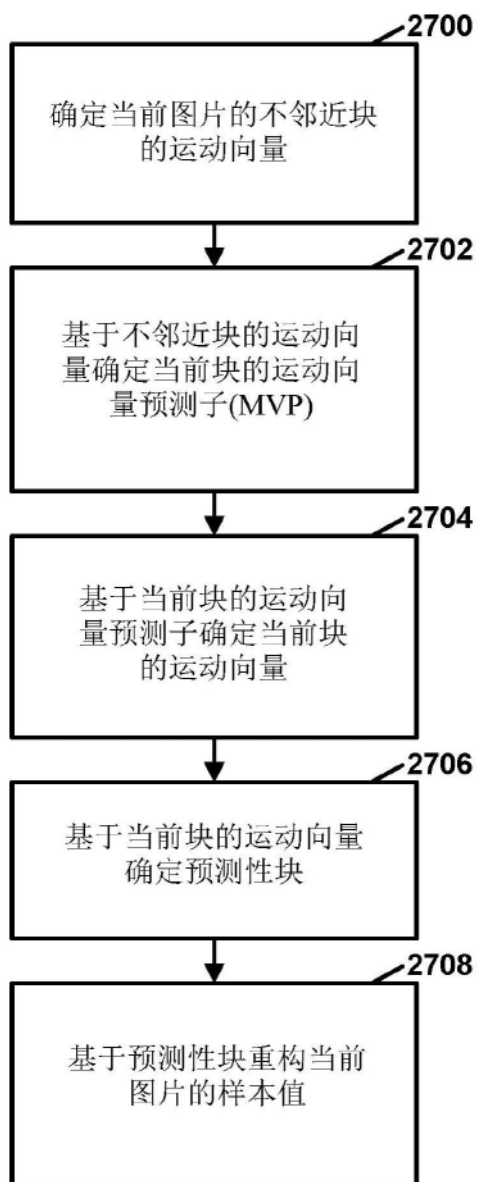 2700
确定当前图片的不邻近块
的运动向量
2702
基于不邻近块的运动向
量确定当前块的运动向
量预测子(MVP)
2704
基于当前块的运动向
量预测子确定当前块
的运动向量
2706
基于当前块的运动向量
确定预测性块
2708
基于预测性块重构当前
图片的样本值